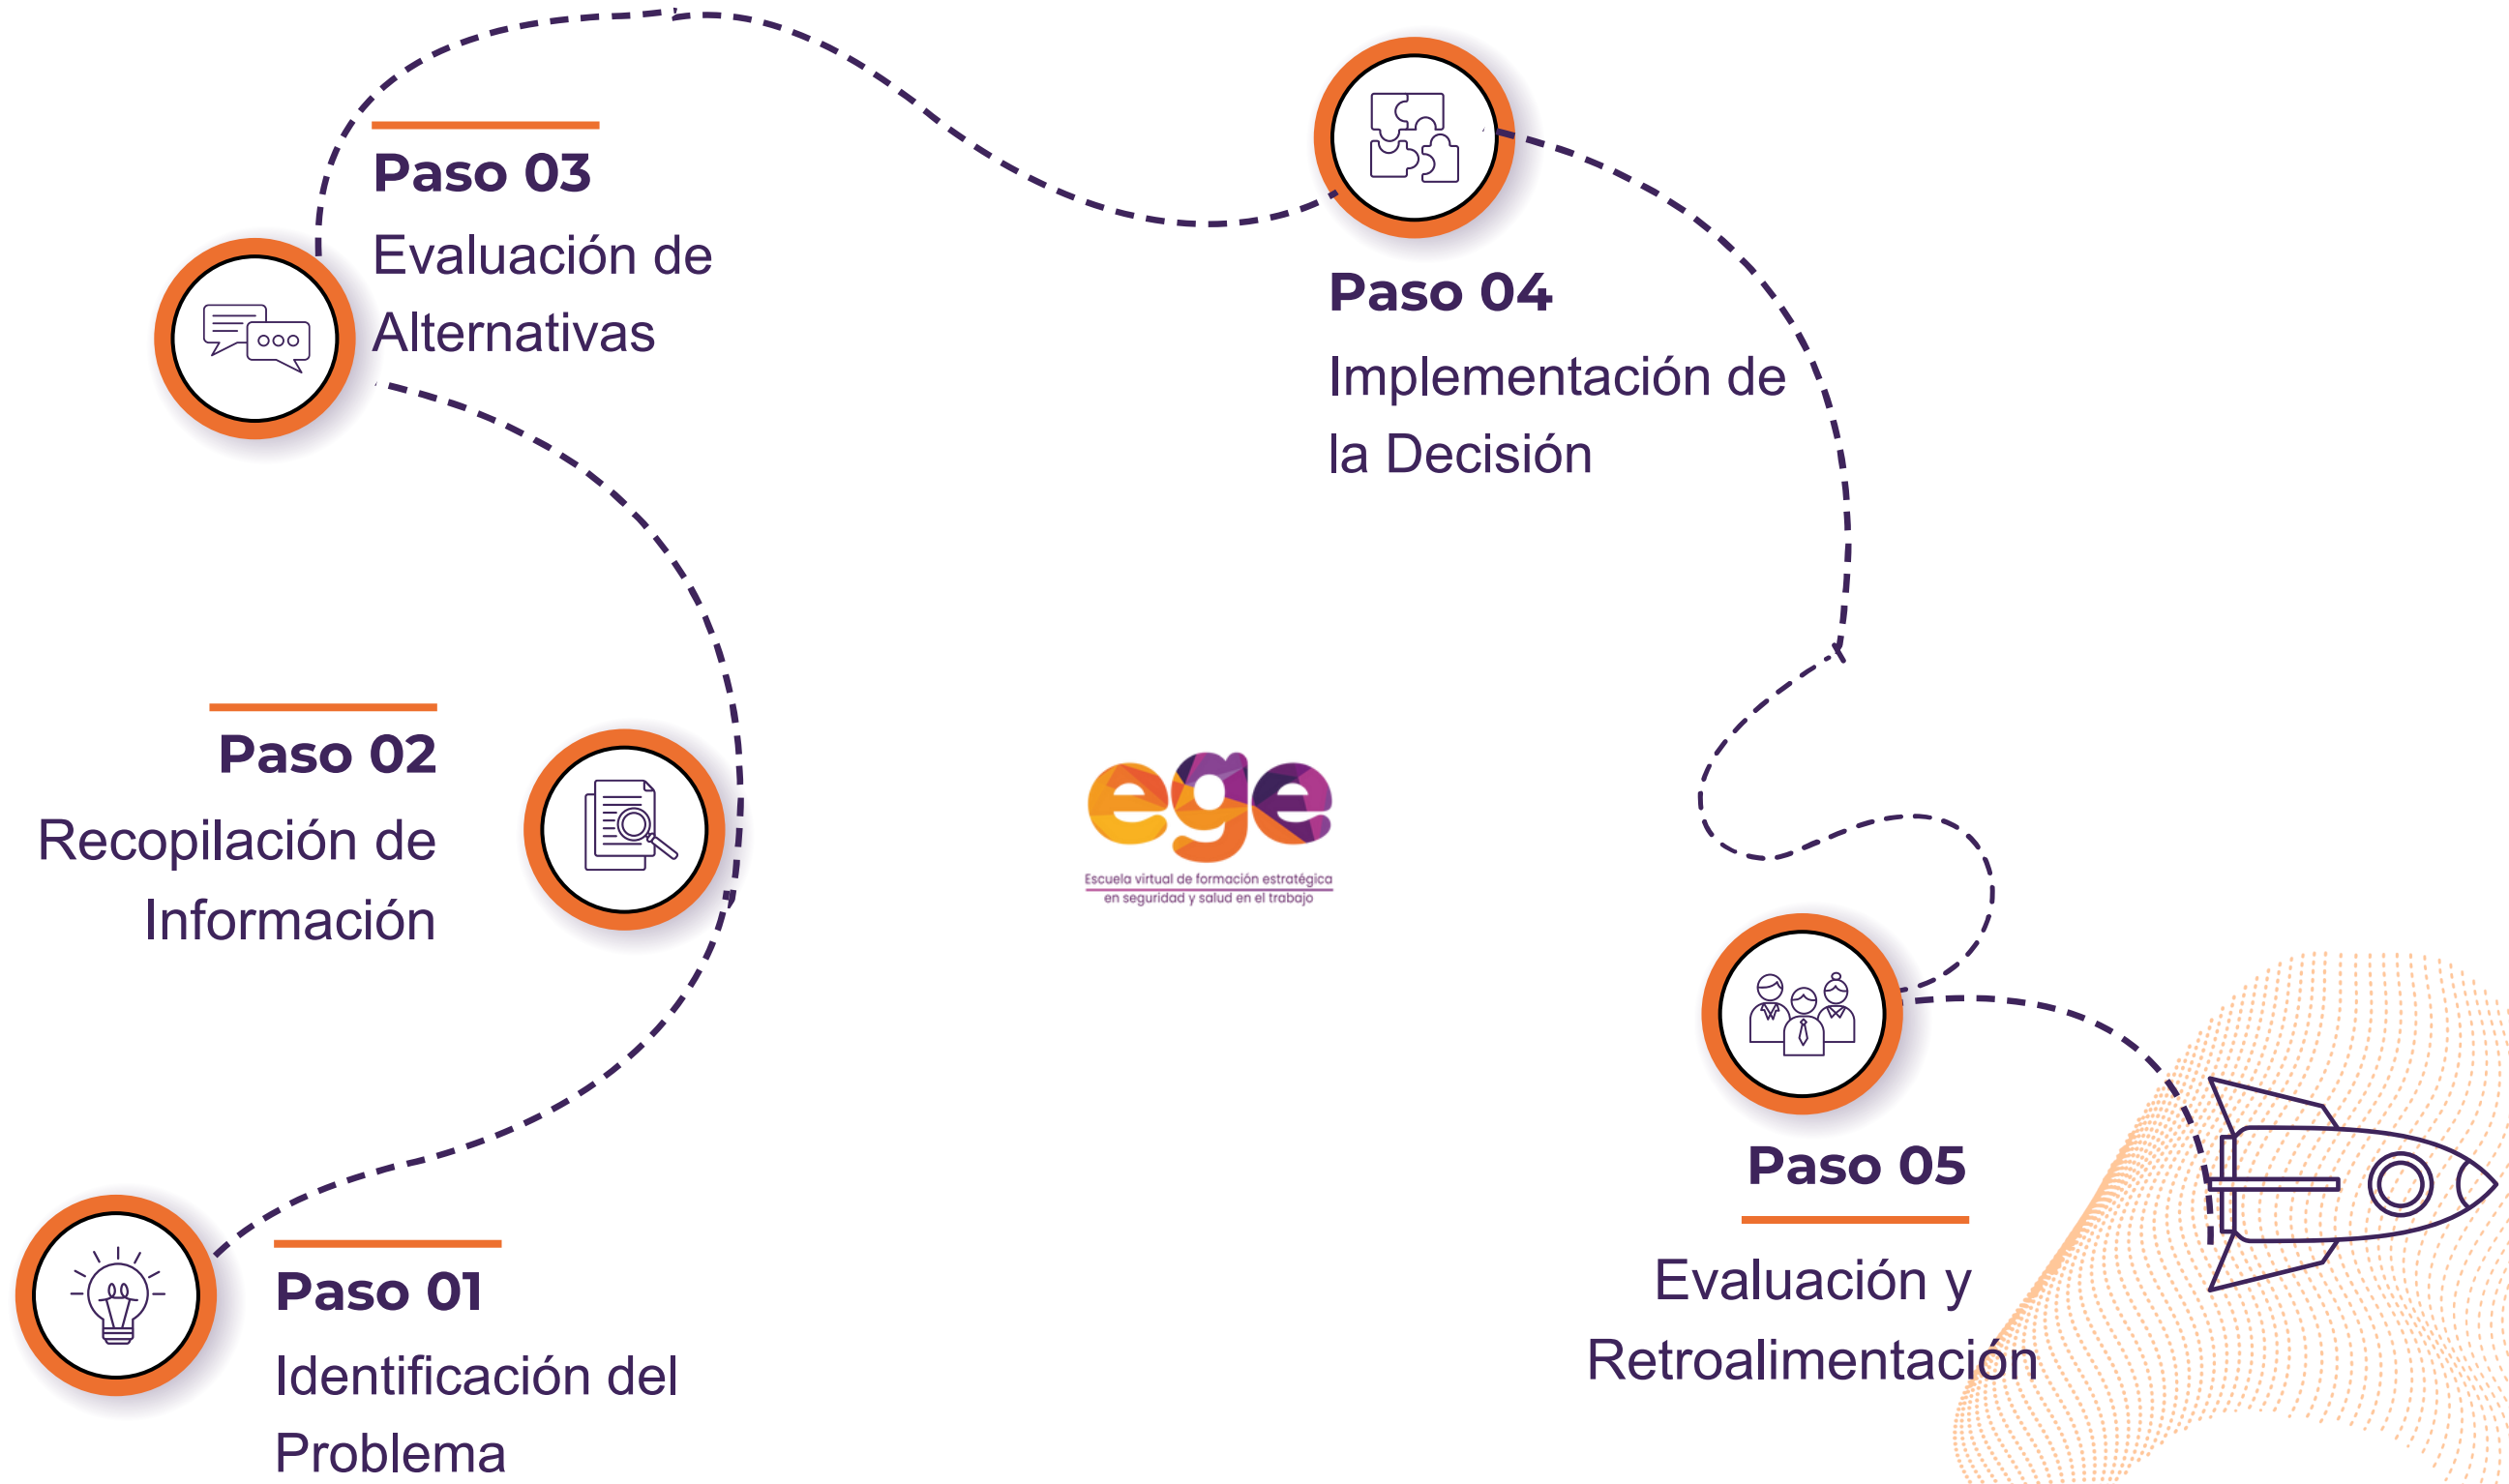 Paso 03
Evaluación de
Alternativas
Paso 04
Implementación de
la Decisión
Paso 02
Recopilación de
Información
ege
Escuela virtual de formación estratégica
en seguridad y salud en el trabajo
Paso 05
Evaluación y
Retroalimentación
Paso 01
Identificación del
Problema